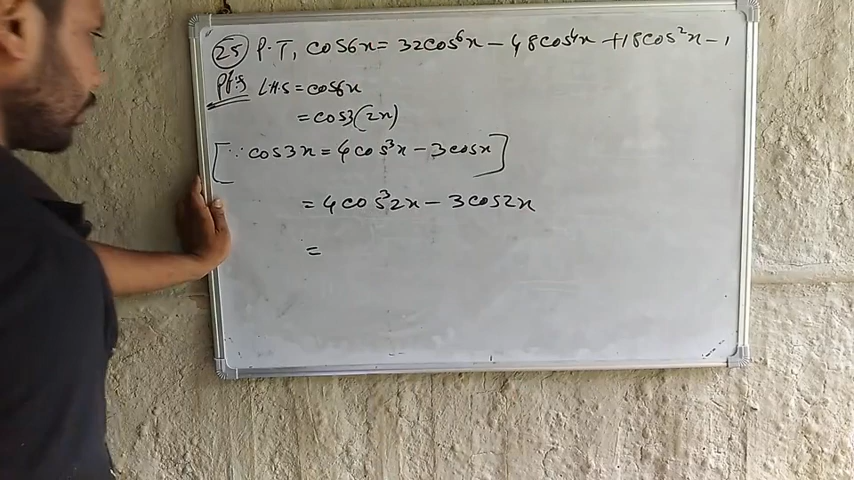 (25) P.T, cos6x = 32cos⁶x - 48cos⁴x + 18cos²x - 1
Pf:- L.H.S = cos6x
= cos3(2x)
[∵ cos3x = 4cos³x - 3cosx]
= 4cos³2x - 3cos2x
=